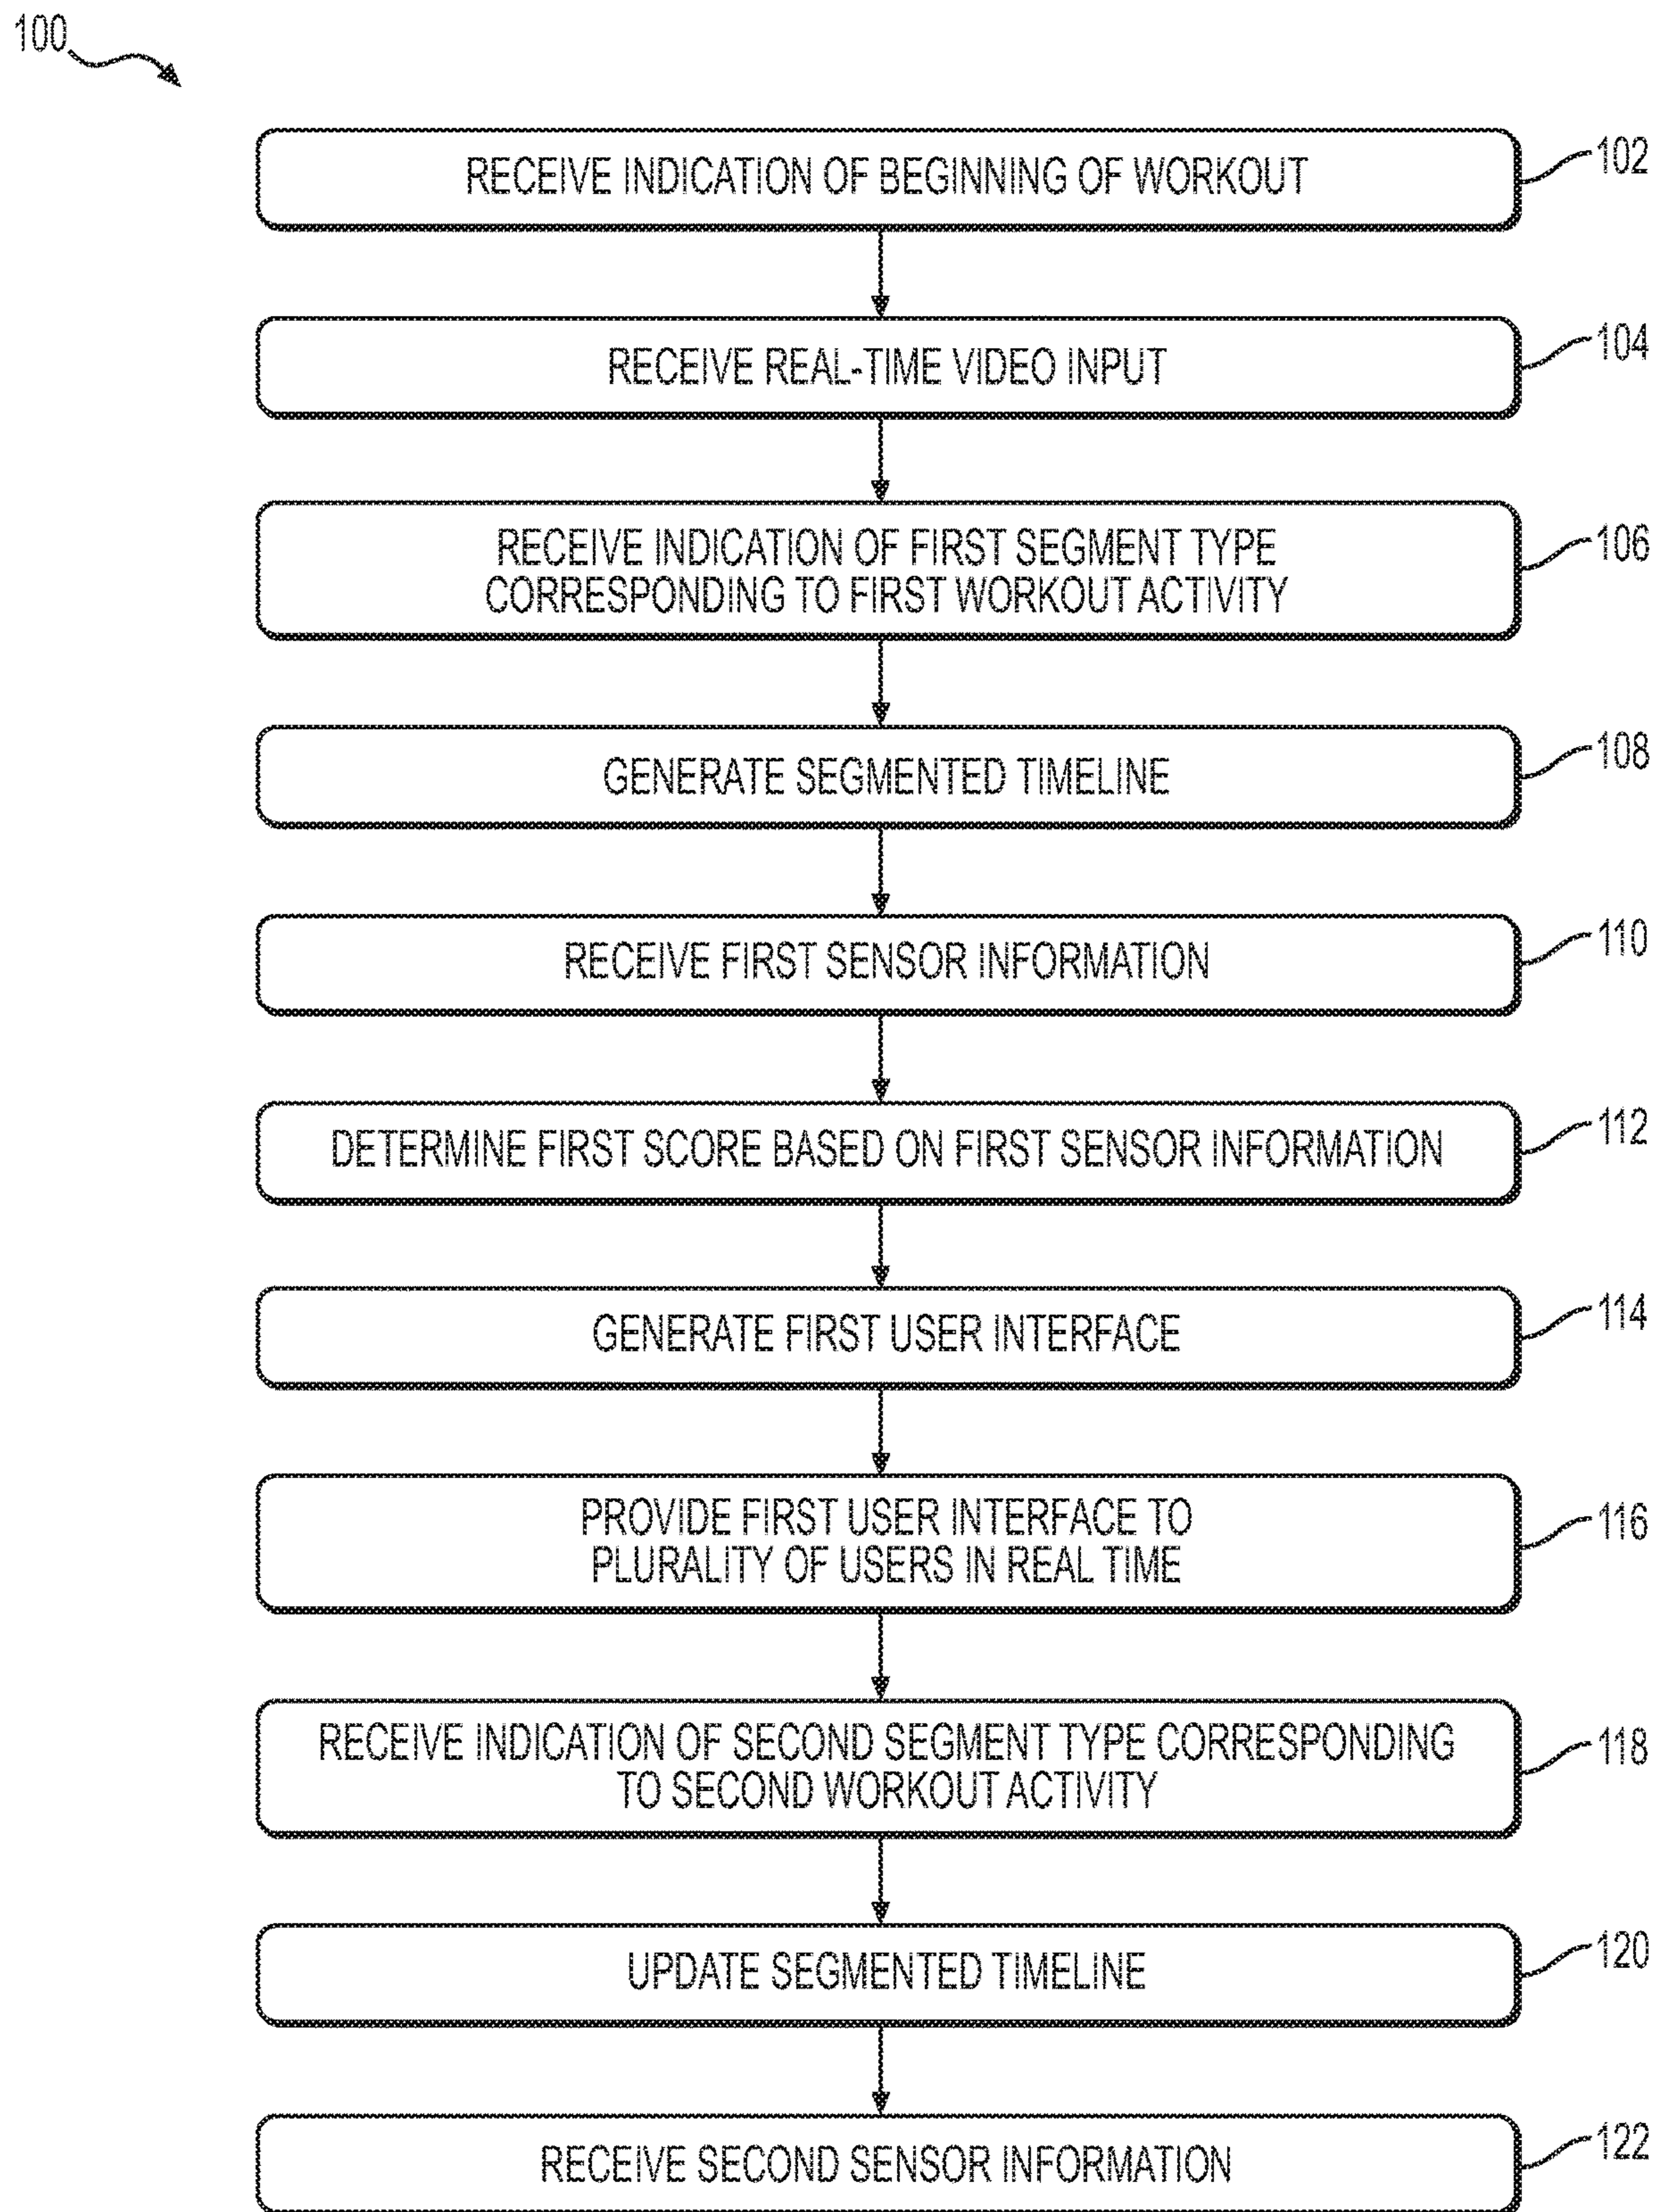 100
RECEIVE INDICATION OF BEGINNING OF WORKOUT
102
RECEIVE REAL-TIME VIDEO INPUT
104
RECEIVE INDICATION OF FIRST SEGMENT TYPE
CORRESPONDING TO FIRST WORKOUT ACTIVITY
106
GENERATE SEGMENTED TIMELINE
108
RECEIVE FIRST SENSOR INFORMATION
110
DETERMINE FIRST SCORE BASED ON FIRST SENSOR INFORMATION
112
GENERATE FIRST USER INTERFACE
114
PROVIDE FIRST USER INTERFACE TO
PLURALITY OF USERS IN REAL TIME
116
RECEIVE INDICATION OF SECOND SEGMENT TYPE CORRESPONDING
TO SECOND WORKOUT ACTIVITY
118
UPDATE SEGMENTED TIMELINE
120
RECEIVE SECOND SENSOR INFORMATION
122